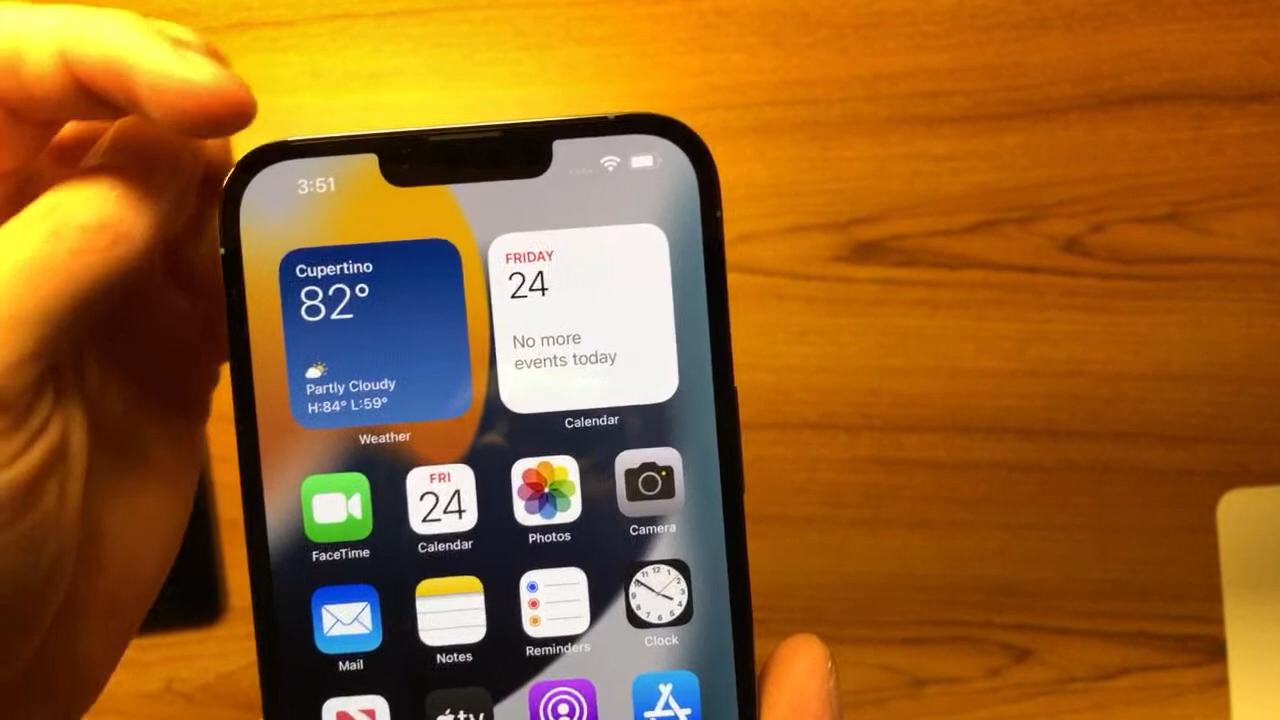 3:51
Cupertino
82°
Partly Cloudy
H:84° L:59°
Weather
FRIDAY
24
No more
events today
Calendar
FRI
24
FaceTime
Calendar
Photos
Camera
Mail
Notes
Reminders
Clock
tv